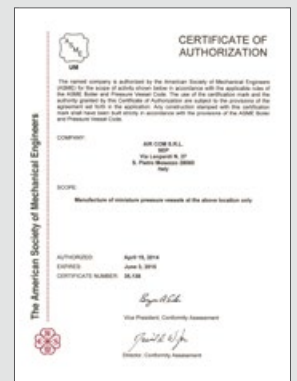 ASME
UM
CERTIFICATE OF
AUTHORIZATION
The named company is authorized by the American Society of Mechanical Engineers
(ASME) for the scope of activity shown below in accordance with the applicable rules of
the ASME Boiler and Pressure Vessel Code. The use of the certification mark and the
authority granted by this Certificate of Authorization are subject to the provisions of the
agreement set forth in the application. Any construction stamped with this certification
mark shall have been built strictly in accordance with the provisions of the ASME Boiler
and Pressure Vessel Code.
COMPANY:
AIR COM S.R.L.
Via Leopardi N.
S. Pietro
Italy
SCOPE:
Manufacture of miniature pressure vessels at the above location only
AUTHORIZED: April 15, 2014
EXPIRES: June 3,
CERTIFICATE NUMBER:
Vice President, Conformity Assessment
Director, Conformity Assessment
The American Society of Mechanical Engineers